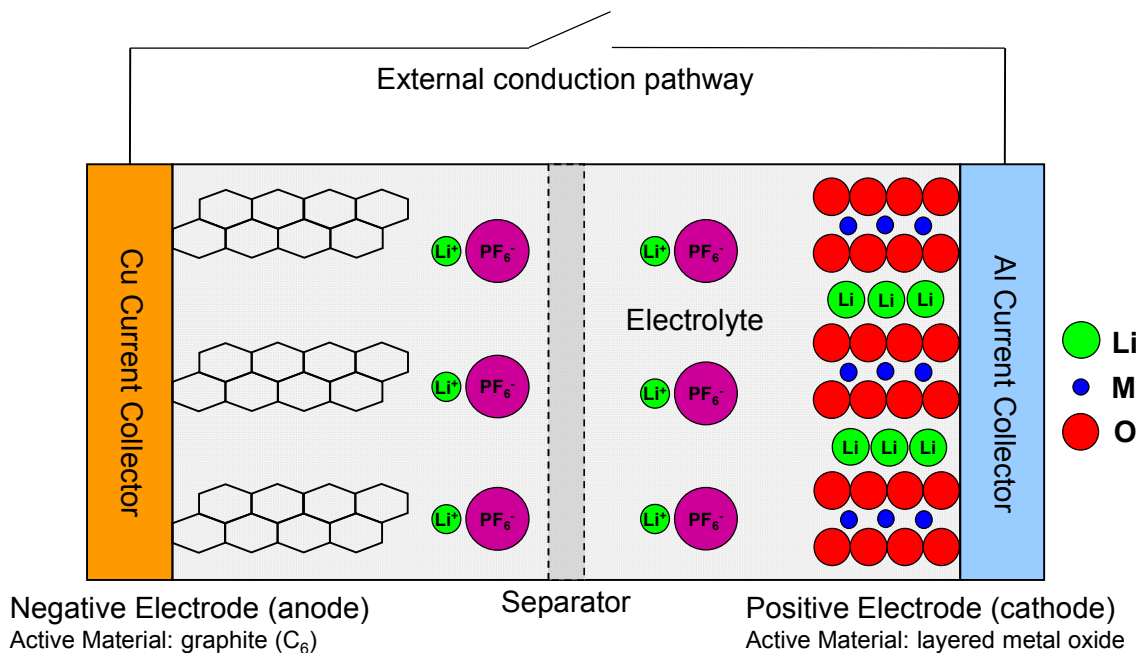 External conduction pathway
Cu Current Collector
Li⁺ PF₆⁻ Li⁺ PF₆⁻
Li Li Li
Electrolyte
Li⁺ PF₆⁻ Li⁺ PF₆⁻
Li Li Li
Li⁺ PF₆⁻ Li⁺ PF₆⁻
Al Current Collector
Li
M
O
Negative Electrode (anode)
Active Material: graphite (C₆)
Separator
Positive Electrode (cathode)
Active Material: layered metal oxide